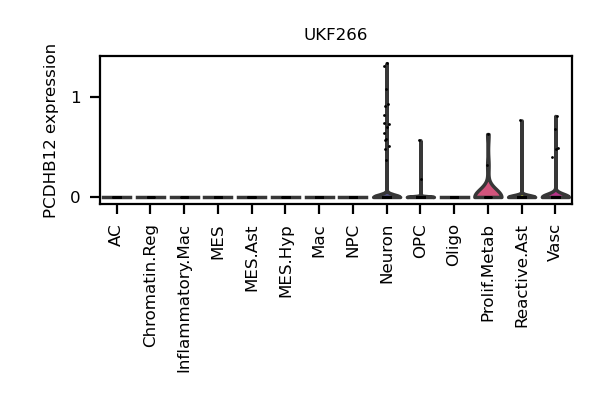 UKF266
PCDHB12 expression
1
0
AC
Chromatin.Reg
Inflammatory.Mac
MES
MES.Ast
MES.Hyp
Mac
NPC
Neuron
OPC
Oligo
Prolif.Metab
Reactive.Ast
Vasc